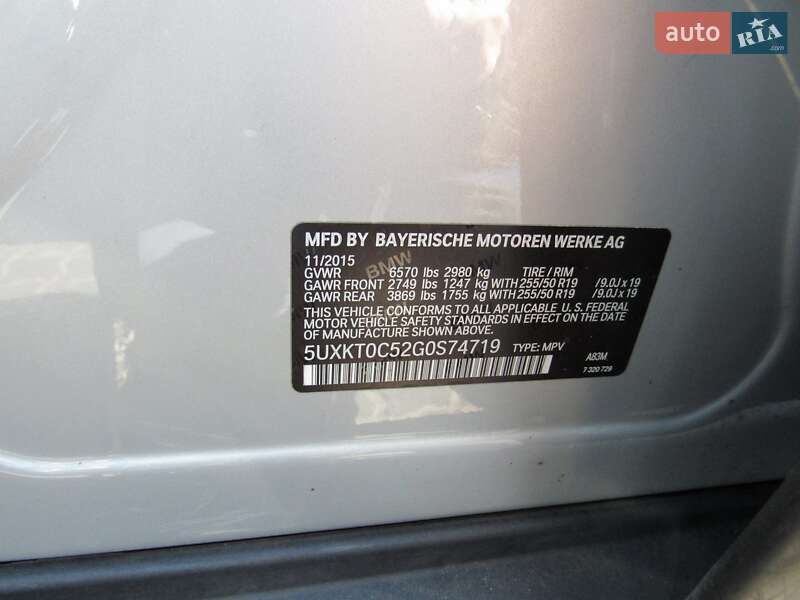 auto RIA
.com
MFD BY BAYERISCHE MOTOREN WERKE AG
11/2015
GVWR 6570 lbs 2980 kg TIRE / RIM
GAWR FRONT 2749 lbs 1247 kg WITH 255/50 R19 / 9.0J x 19
GAWR REAR 3869 lbs 1755 kg WITH 255/50 R19 / 9.0J x 19
THIS VEHICLE CONFORMS TO ALL APPLICABLE U. S. FEDERAL
MOTOR VEHICLE SAFETY STANDARDS IN EFFECT ON THE DATE OF
MANUFACTURE SHOWN ABOVE.
5UXKT0C52G0S74719 TYPE: MPV
AB3M
7 320 729
BMW